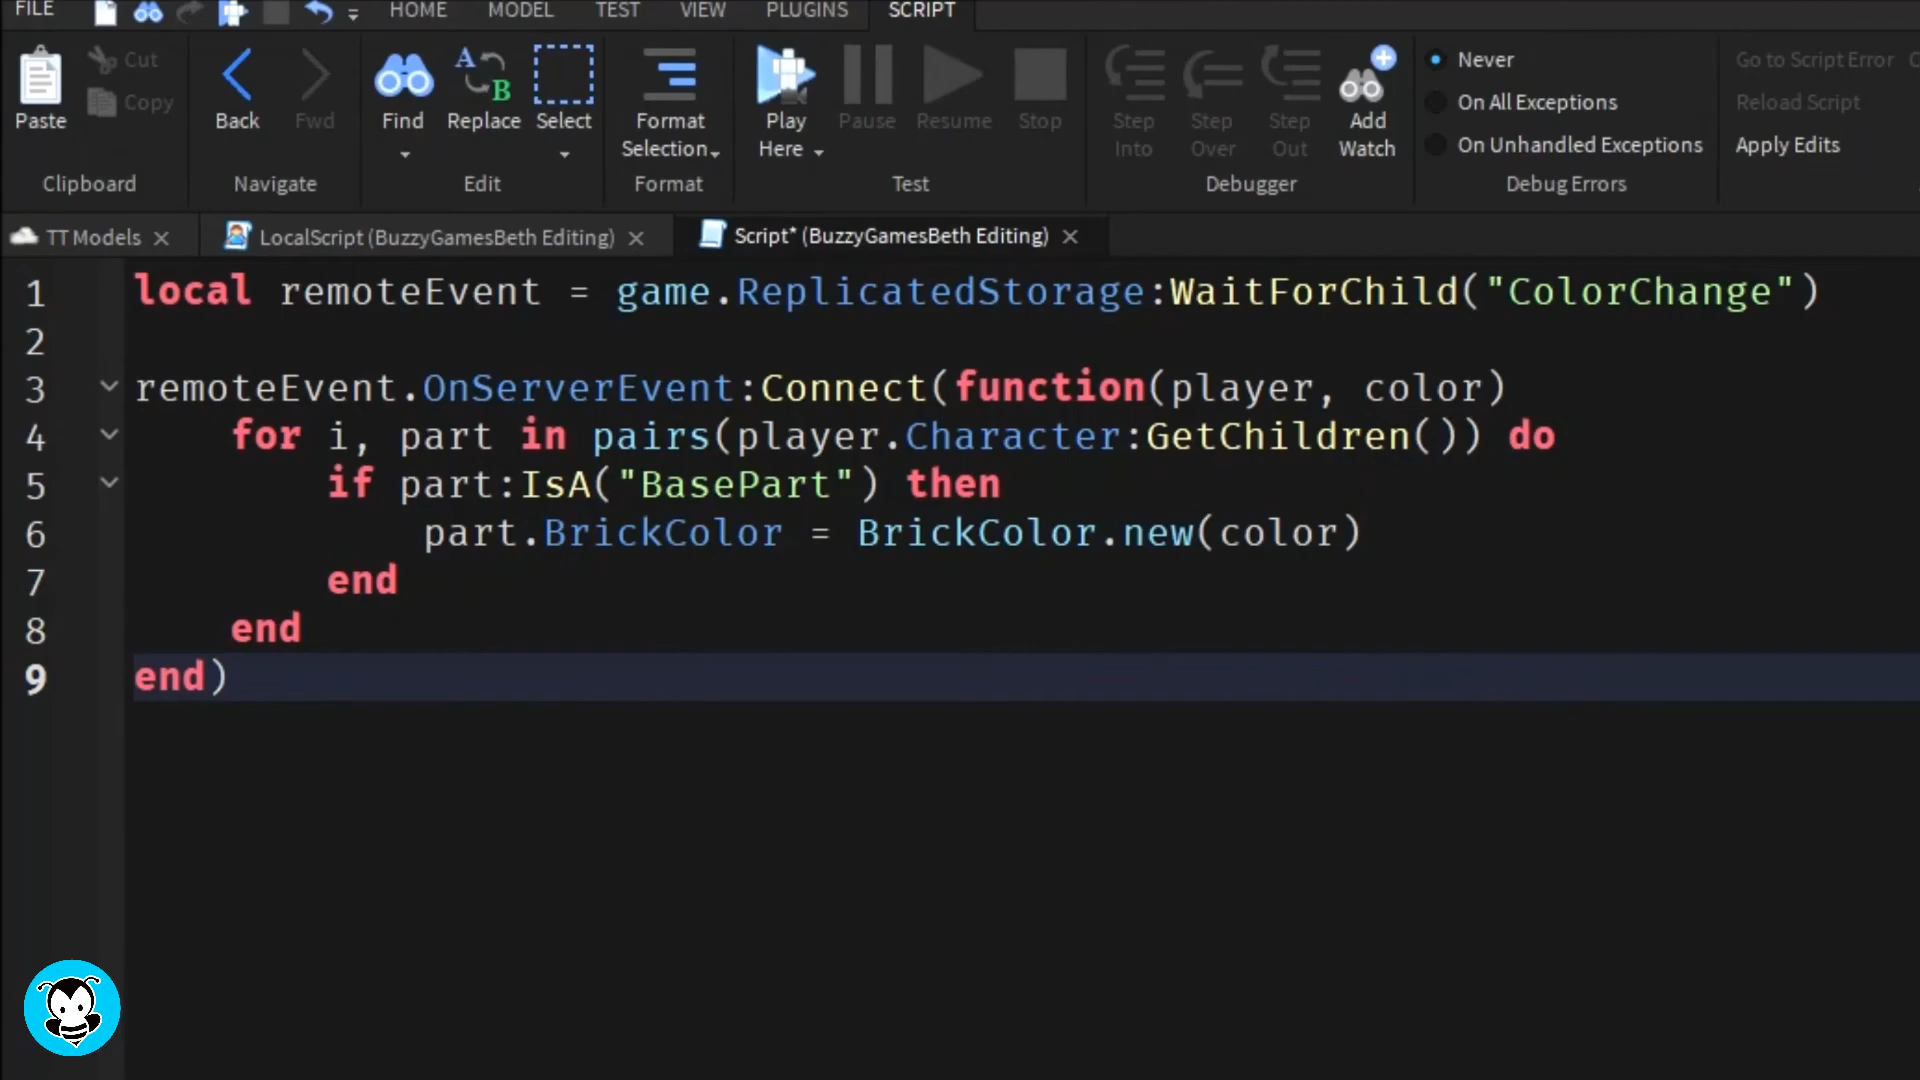 FILE HOME MODEL TEST VIEW PLUGINS SCRIPT
Paste Cut Copy Back Fwd Find Replace Select Format Selection Play Here Pause Resume Stop Step Into Step Over Step Out Add Watch
Never
On All Exceptions
On Unhandled Exceptions
Go to Script Error
Reload Script
Apply Edits
Clipboard Navigate Edit Format Test Debugger Debug Errors
TT Models LocalScript (BuzzyGamesBeth Editing) Script* (BuzzyGamesBeth Editing)
1 local remoteEvent = game.ReplicatedStorage:WaitForChild("ColorChange")
2
3 remoteEvent.OnServerEvent:Connect(function(player, color)
4 for i, part in pairs(player.Character:GetChildren()) do
5 if part:IsA("BasePart") then
6 part.BrickColor = BrickColor.new(color)
7 end
8 end
9 end)